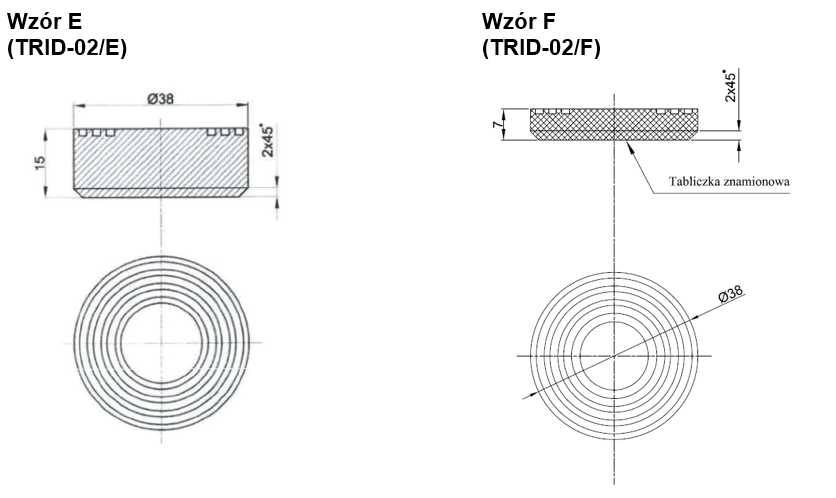 Wzór E
(TRID-02/E)
Ø38
15
2x45°
Wzór F
(TRID-02/F)
2x45°
7
Tabliczka znamionowa
Ø38